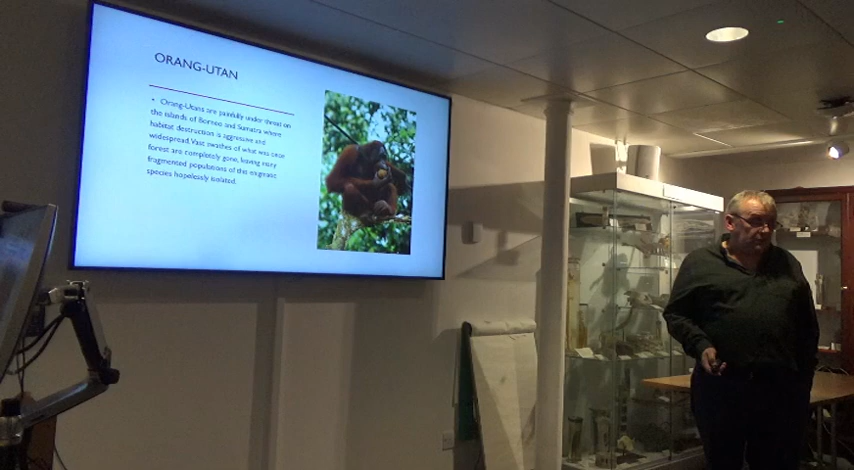 ORANG-UTAN
• Orang-Utans are painfully under threat on
the islands of Borneo and Sumatra where
habitat destruction is aggressive and
widespread. Vast swathes of what was once
forest are completely gone, leaving many
fragmented populations of this enigmatic
species hopelessly isolated.